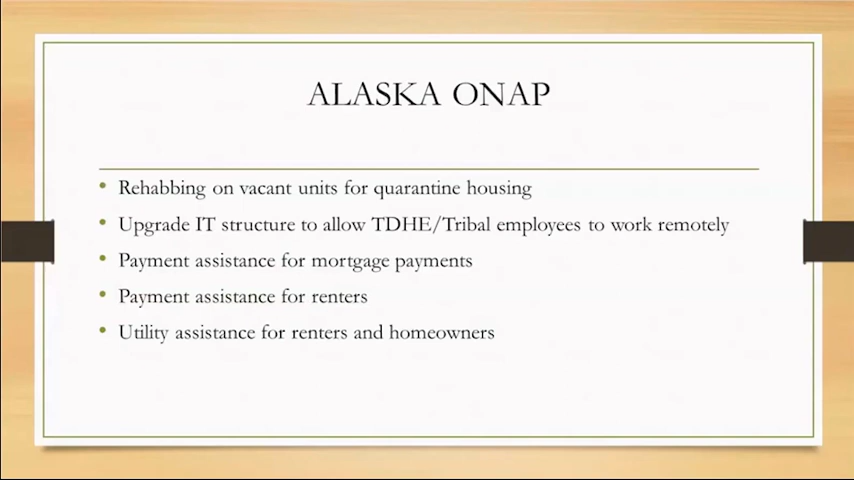 ALASKA ONAP
• Rehabbing on vacant units for quarantine housing
• Upgrade IT structure to allow TDHE/Tribal employees to work remotely
• Payment assistance for mortgage payments
• Payment assistance for renters
• Utility assistance for renters and homeowners